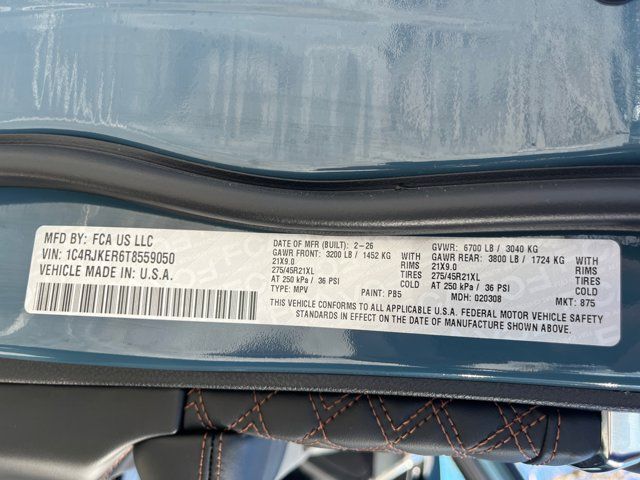 MFD BY: FCA US LLC
VIN: 1C4RJKER6T8559050
VEHICLE MADE IN U.S.A.
DATE OF MFR (BUILT): 2-26
GAWR FRONT: 3200 LB / 1452 KG WITH
21X9.0 RIMS
275/45R21XL TIRES
AT 250 kPa / 36 PSI COLD
TYPE: MPV PAINT: PB5
GVWR: 6700 LB / 3040 KG
GAWR REAR: 3800 LB / 1724 KG WITH
21X9.0 RIMS
275/45R21XL TIRES
AT 250 kPa / 36 PSI COLD
MDH: 020308 MKT: 875
THIS VEHICLE CONFORMS TO ALL APPLICABLE U.S.A. FEDERAL MOTOR VEHICLE SAFETY
STANDARDS IN EFFECT ON THE DATE OF MANUFACTURE SHOWN ABOVE.